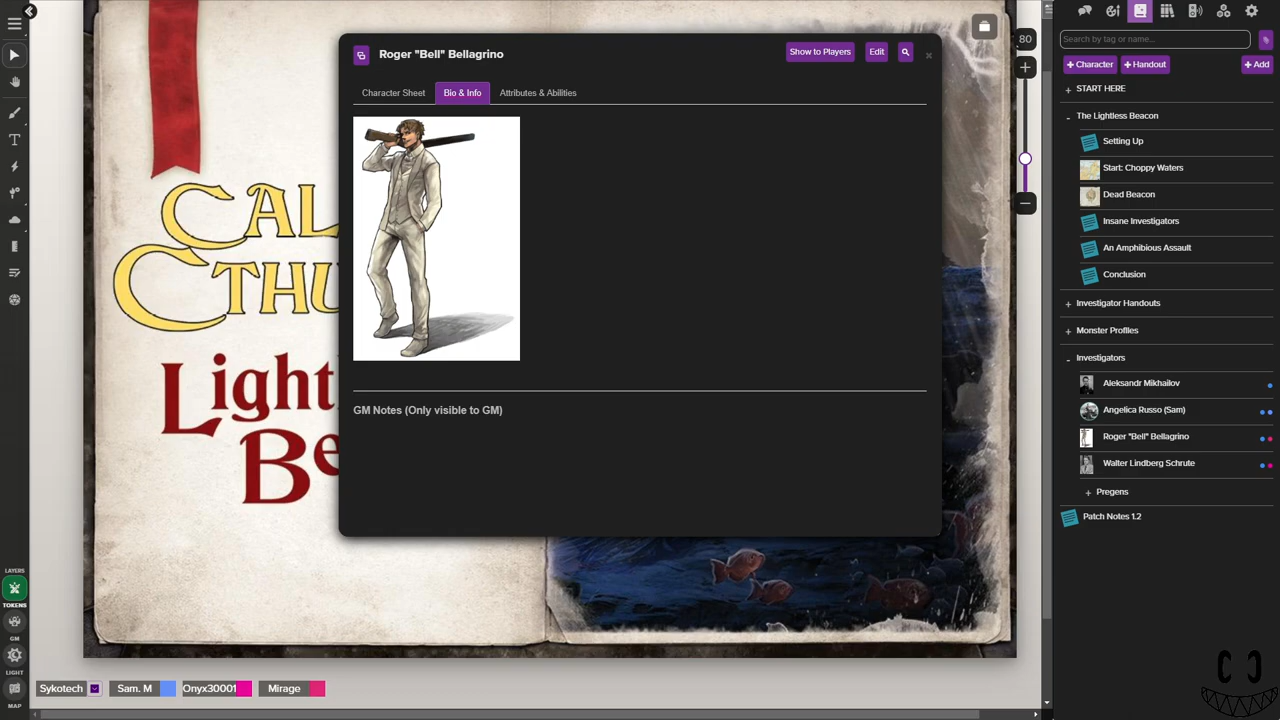 Roger "Bell" Bellagrino
Show to Players
Edit
Character Sheet
Bio & Info
Attributes & Abilities
GM Notes (Only visible to GM)
CAL
CTHU
Light
Be
80
Search by tag or name...
+ Character
+ Handout
+ Add
START HERE
The Lightless Beacon
Setting Up
Start: Choppy Waters
Dead Beacon
Insane Investigators
An Amphibious Assault
Conclusion
Investigator Handouts
Monster Profiles
Investigators
Aleksandr Mikhailov
Angelica Russo (Sam)
Roger "Bell" Bellagrino
Walter Lindberg Schrute
Pregens
Patch Notes 1.2
LAYERS
TOKENS
GM
LIGHT
MAP
Sykotech
Sam. M
Onyx30001
Mirage